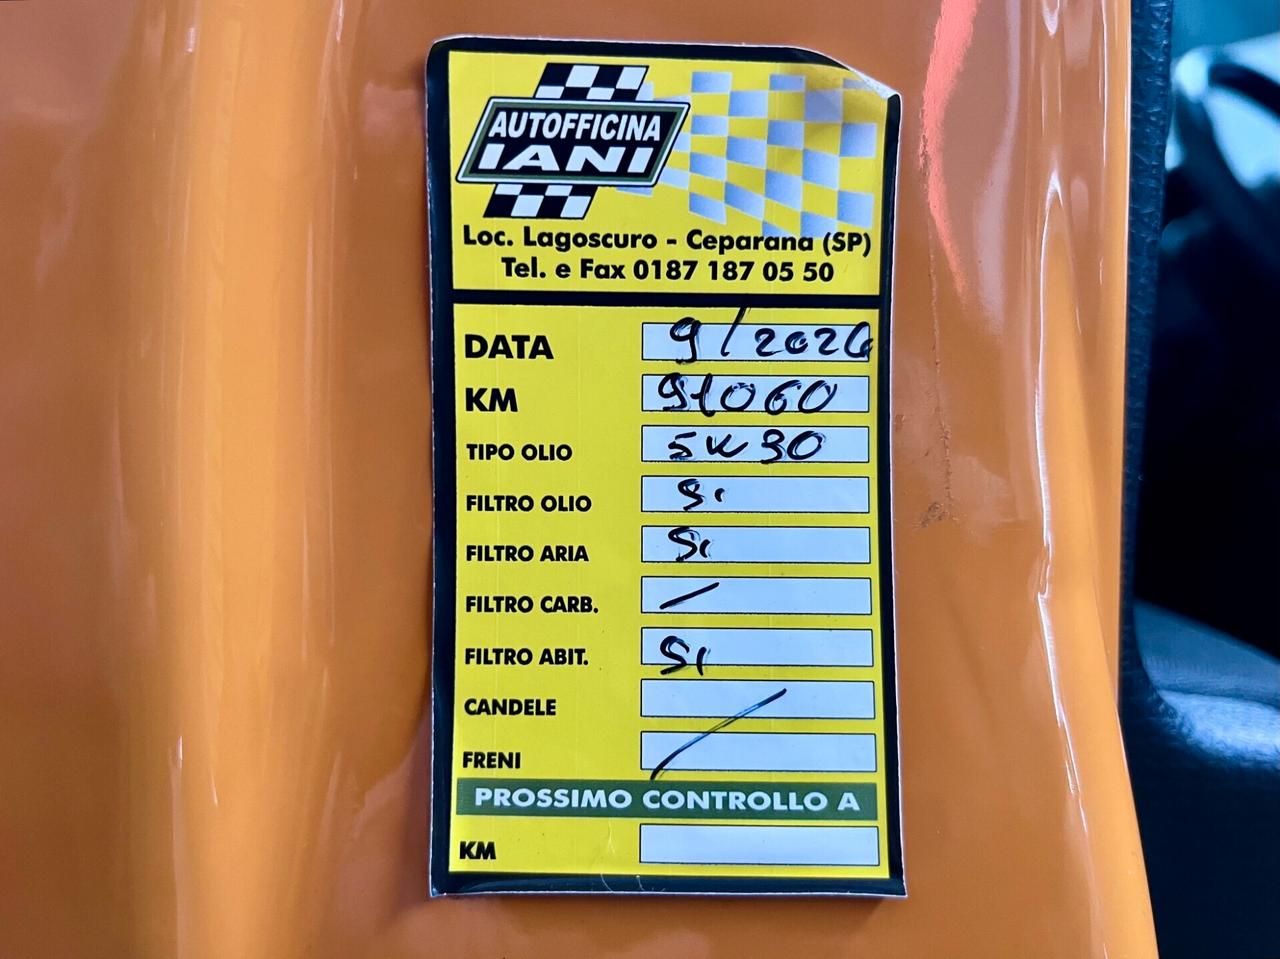 AUTOFFICINA
IANI
Loc. Lagoscuro - Ceparana (SP)
Tel. e Fax 0187 187 05 50
DATA 9/2020
KM 91060
TIPO OLIO 5W30
FILTRO OLIO Si
FILTRO ARIA Si
FILTRO CARB. /
FILTRO ABIT. Si
CANDELE
FRENI /
PROSSIMO CONTROLLO A
KM